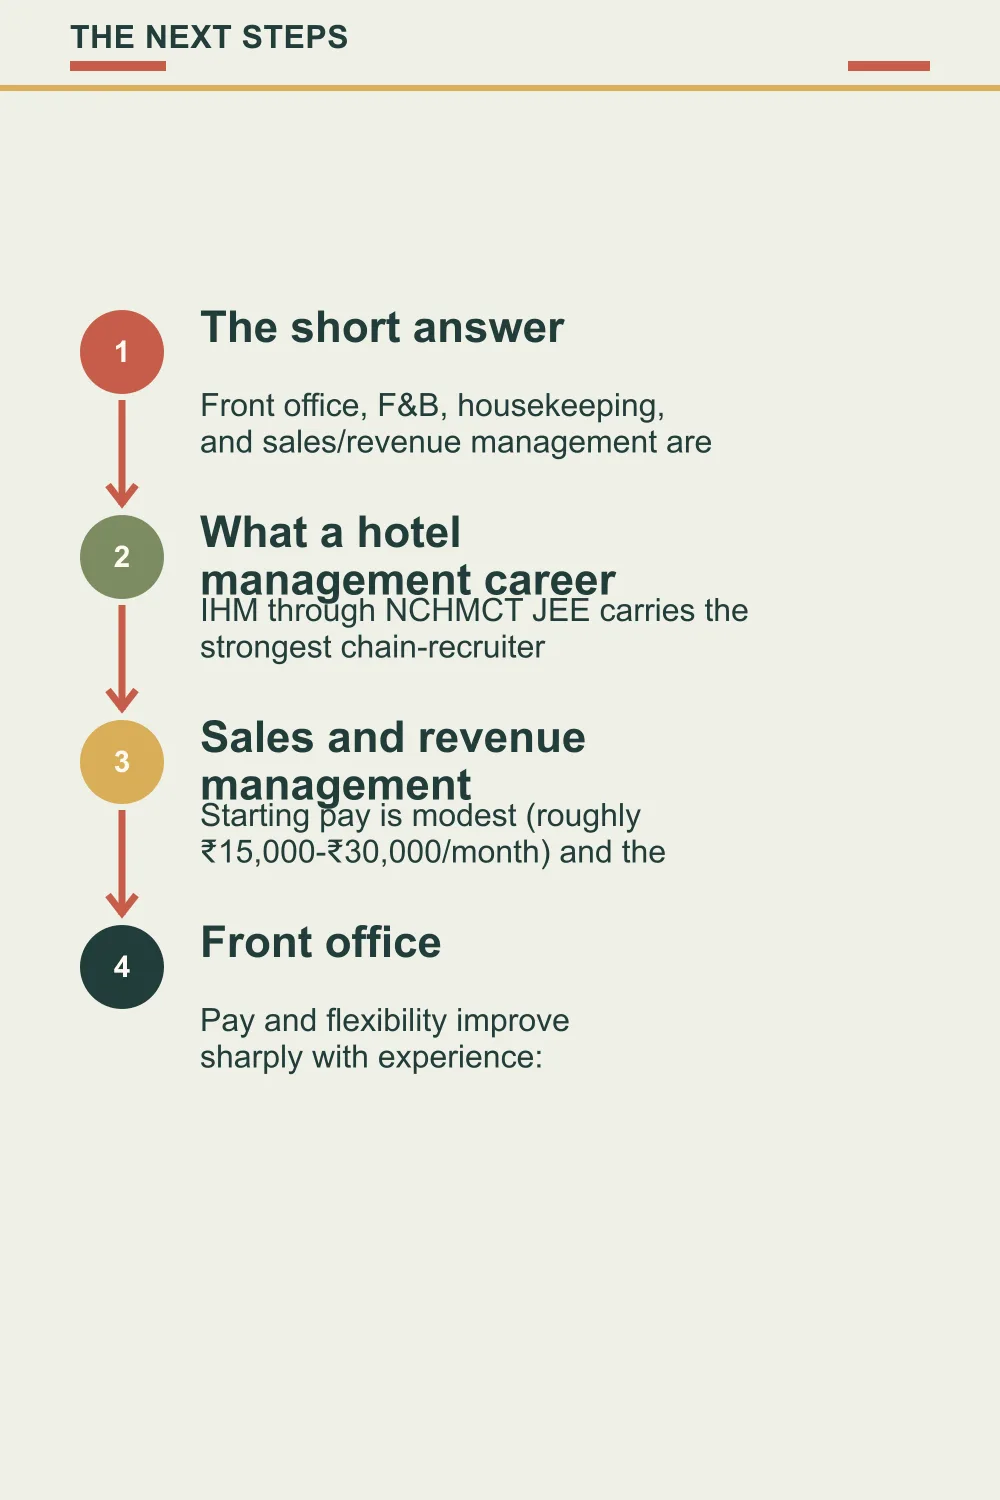 THE NEXT STEPS
1
The short answer
Front office, F&B, housekeeping,
and sales/revenue management are
2
What a hotel
management career
IHM through NCHMCT JEE carries the
strongest chain-recruiter
3
Sales and revenue
management
Starting pay is modest (roughly
₹15,000-₹30,000/month) and the
4
Front office
Pay and flexibility improve
sharply with experience: